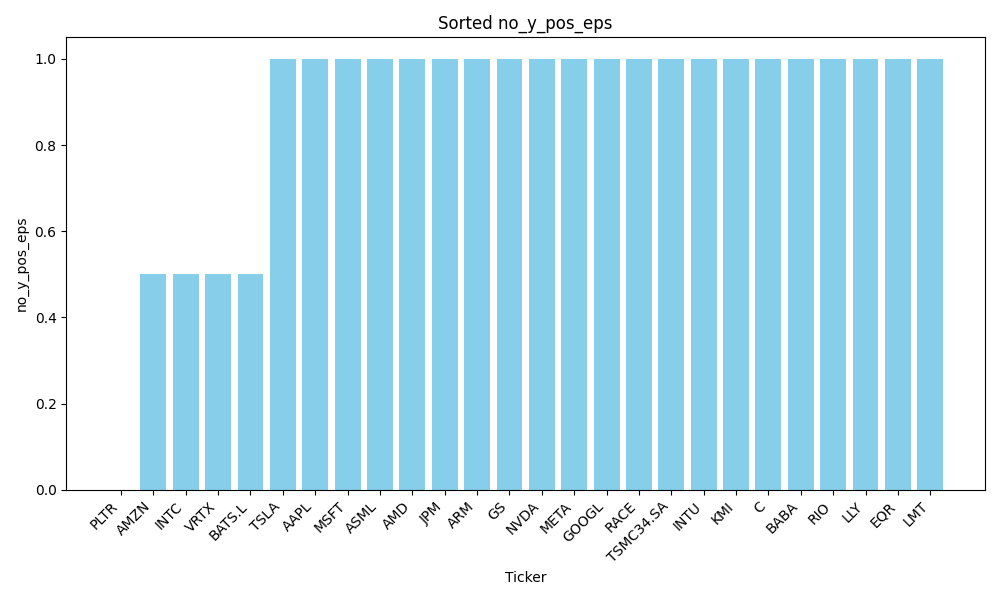 Sorted no_y_pos_eps
no_y_pos_eps
1.0
0.8
0.6
0.4
0.2
0.0
PLTR
AMZN
INTC
VRTX
BATS.L
TSLA
AAPL
MSFT
ASML
AMD
JPM
ARM
GS
NVDA
META
GOOGL
RACE
TSMC34.SA
INTU
KMI
C
BABA
RIO
LLY
EQR
LMT
Ticker